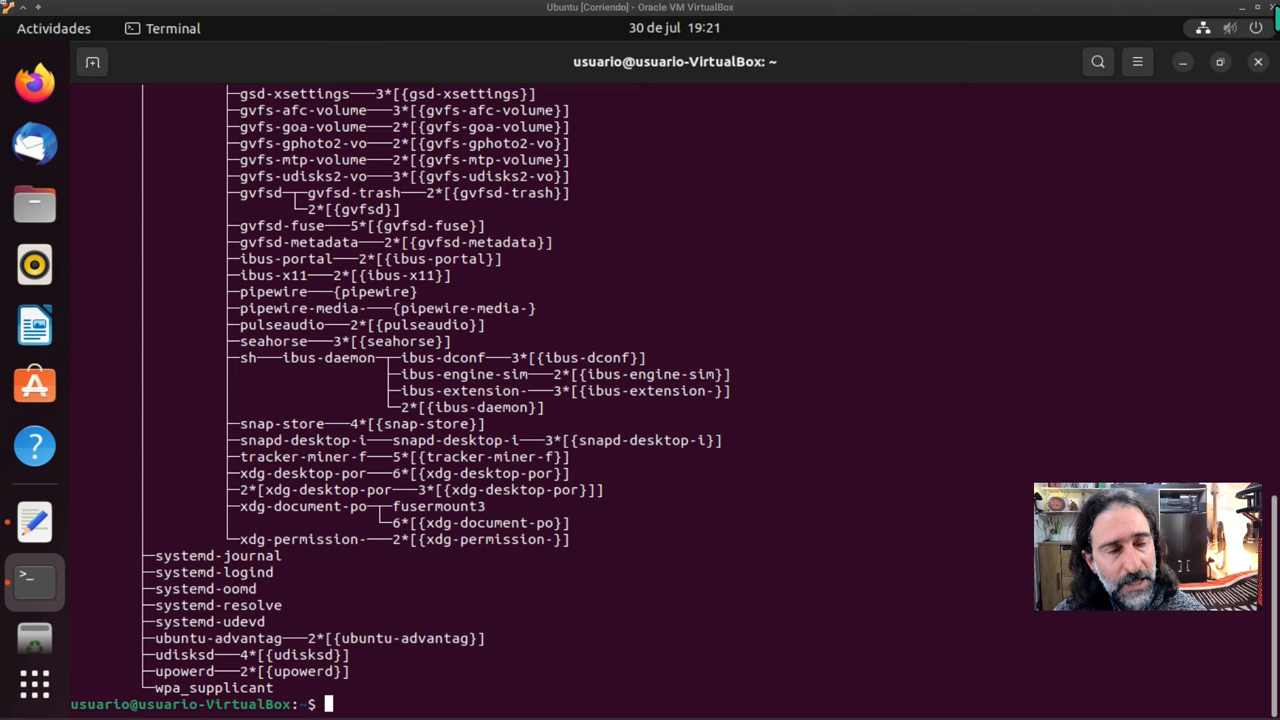 Ubuntu [Corriendo] - Oracle VM VirtualBox
Actividades
Terminal
30 de jul 19:21
usuario@usuario-VirtualBox: ~
├─gsd-xsettings───3*[{gsd-xsettings}]
├─gvfs-afc-volume───3*[{gvfs-afc-volume}]
├─gvfs-goa-volume───2*[{gvfs-goa-volume}]
├─gvfs-gphoto2-vo───2*[{gvfs-gphoto2-vo}]
├─gvfs-mtp-volume───2*[{gvfs-mtp-volume}]
├─gvfs-udisks2-vo───3*[{gvfs-udisks2-vo}]
├─gvfsd─┬─gvfsd-trash───2*[{gvfsd-trash}]
│       └─2*[{gvfsd}]
├─gvfsd-fuse───5*[{gvfsd-fuse}]
├─gvfsd-metadata───2*[{gvfsd-metadata}]
├─ibus-portal───2*[{ibus-portal}]
├─ibus-x11───2*[{ibus-x11}]
├─pipewire───{pipewire}
├─pipewire-media-───{pipewire-media-}
├─pulseaudio───2*[{pulseaudio}]
├─seahorse───3*[{seahorse}]
├─sh───ibus-daemon─┬─ibus-dconf───3*[{ibus-dconf}]
│                  ├─ibus-engine-sim───2*[{ibus-engine-sim}]
│                  ├─ibus-extension-───3*[{ibus-extension-}]
│                  └─2*[{ibus-daemon}]
├─snap-store───4*[{snap-store}]
├─snapd-desktop-i───snapd-desktop-i───3*[{snapd-desktop-i}]
├─tracker-miner-f───5*[{tracker-miner-f}]
├─xdg-desktop-por───6*[{xdg-desktop-por}]
├─2*[xdg-desktop-por───3*[{xdg-desktop-por}]]
├─xdg-document-po─┬─fusermount3
│                 └─6*[{xdg-document-po}]
└─xdg-permission-───2*[{xdg-permission-}]
├─systemd-journal
├─systemd-logind
├─systemd-oomd
├─systemd-resolve
├─systemd-udevd
├─ubuntu-advantag───2*[{ubuntu-advantag}]
├─udisksd───4*[{udisksd}]
├─upowerd───2*[{upowerd}]
└─wpa_supplicant
usuario@usuario-VirtualBox:~$